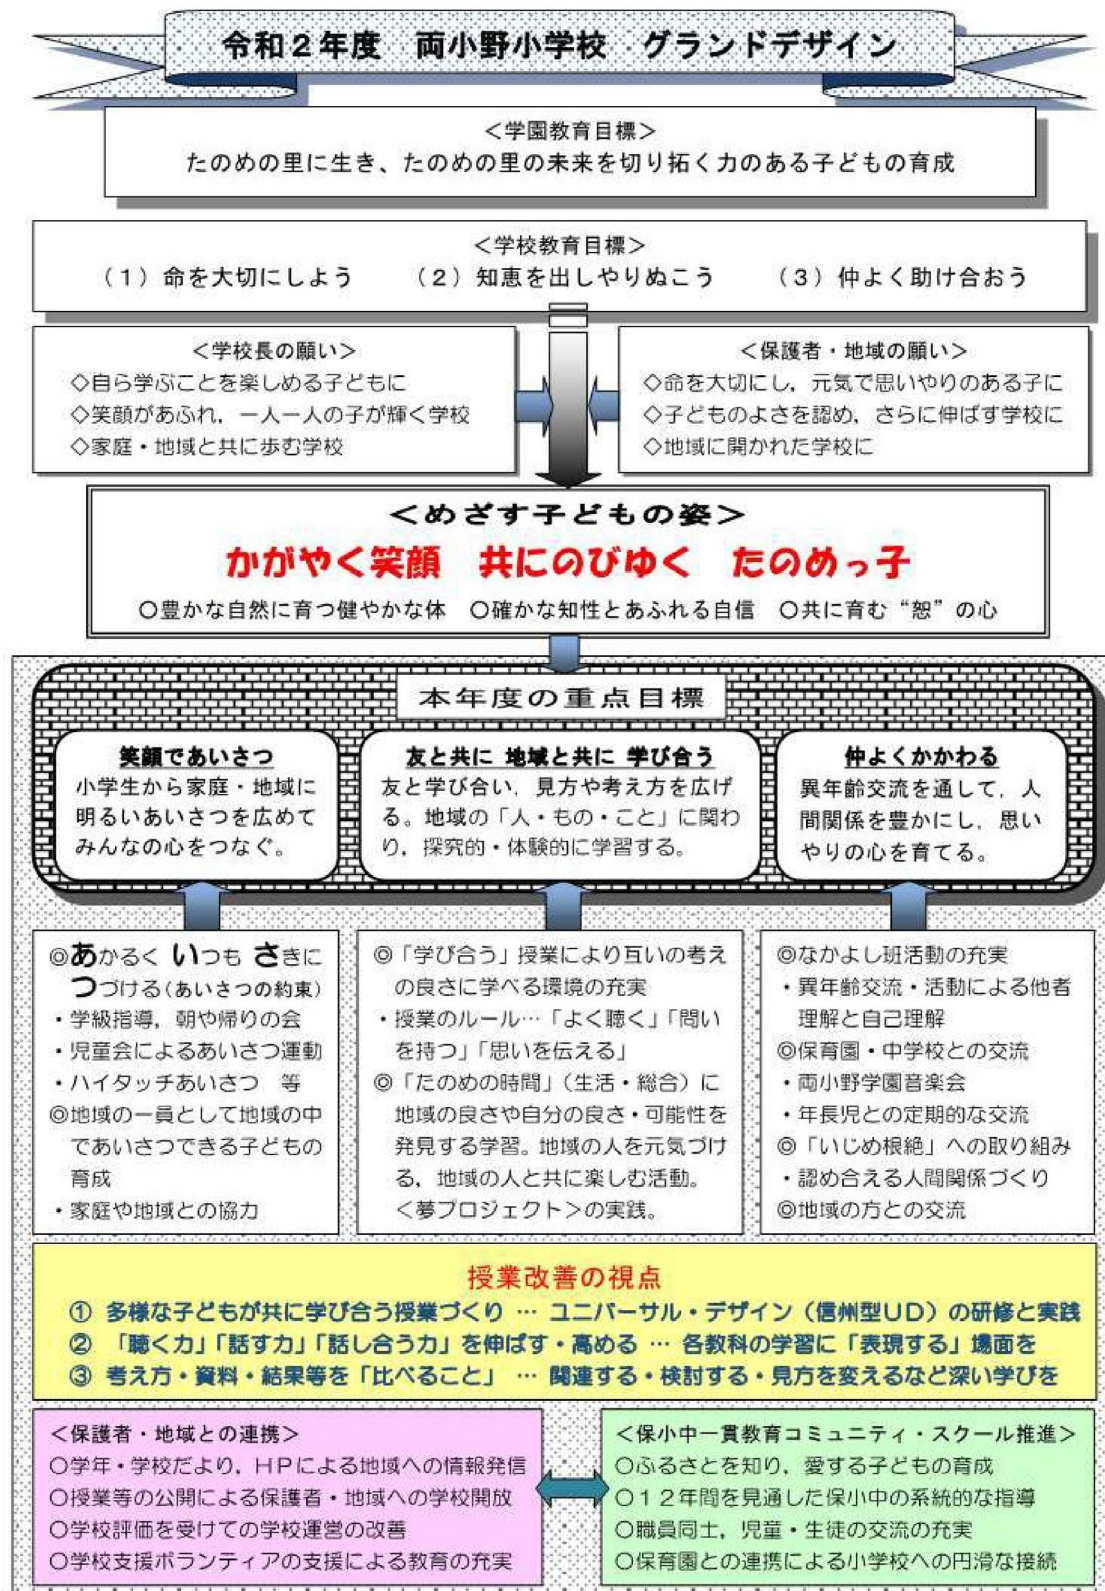 令和２年度　両小野小学校　グランドデザイン
＜学園教育目標＞
たのめの里に生き、たのめの里の未来を切り拓く力のある子どもの育成
＜学校教育目標＞
（１）命を大切にしよう　　（２）知恵を出しやりぬこう　　（３）仲よく助け合おう
＜学校長の願い＞
◇自ら学ぶことを楽しめる子どもに
◇笑顔があふれ，一人一人の子が輝く学校
◇家庭・地域と共に歩む学校
＜保護者・地域の願い＞
◇命を大切にし，元気で思いやりのある子に
◇子どものよさを認め，さらに伸ばす学校に
◇地域に開かれた学校に
＜めざす子どもの姿＞
かがやく笑顔　共にのびゆく　たのめっ子
○豊かな自然に育つ健やかな体　○確かな知性とあふれる自信　○共に育む“恕”の心
本年度の重点目標
笑顔であいさつ
小学生から家庭・地域に
明るいあいさつを広めて
みんなの心をつなぐ。
友と共に 地域と共に 学び合う
友と学び合い，見方や考え方を広げ
る。地域の「人・もの・こと」に関わ
り，探究的・体験的に学習する。
仲よくかかわる
異年齢交流を通して，人
間関係を豊かにし，思い
やりの心を育てる。
◎あかるく いつも さきに
つづける（あいさつの約束）
・学級指導，朝や帰りの会
・児童会によるあいさつ運動
・ハイタッチあいさつ　等
◎地域の一員として地域の中
であいさつできる子どもの
育成
・家庭や地域との協力
◎「学び合う」授業により互いの考え
の良さに学べる環境の充実
・授業のルール…「よく聴く」「問い
を持つ」「思いを伝える」
◎「たのめの時間」（生活・総合）に
地域の良さや自分の良さ・可能性を
発見する学習。地域の人を元気づけ
る，地域の人と共に楽しむ活動。
＜夢プロジェクト＞の実践。
◎なかよし班活動の充実
・異年齢交流・活動による他者
理解と自己理解
◎保育園・中学校との交流
・両小野学園音楽会
・年長児との定期的な交流
◎「いじめ根絶」への取り組み
・認め合える人間関係づくり
◎地域の方との交流
授業改善の視点
① 多様な子どもが共に学び合う授業づくり … ユニバーサル・デザイン（信州型ＵＤ）の研修と実践
② 「聴く力」「話す力」「話し合う力」を伸ばす・高める … 各教科の学習に「表現する」場面を
③ 考え方・資料・結果等を「比べること」 … 関連する・検討する・見方を変えるなど深い学びを
＜保護者・地域との連携＞
○学年・学校だより，ＨＰによる地域への情報発信
○授業等の公開による保護者・地域への学校開放
○学校評価を受けての学校運営の改善
○学校支援ボランティアの支援による教育の充実
＜保小中一貫教育コミュニティ・スクール推進＞
○ふるさとを知り，愛する子どもの育成
○１２年間を見通した保小中の系統的な指導
○職員同士，児童・生徒の交流の充実
○保育園との連携による小学校への円滑な接続